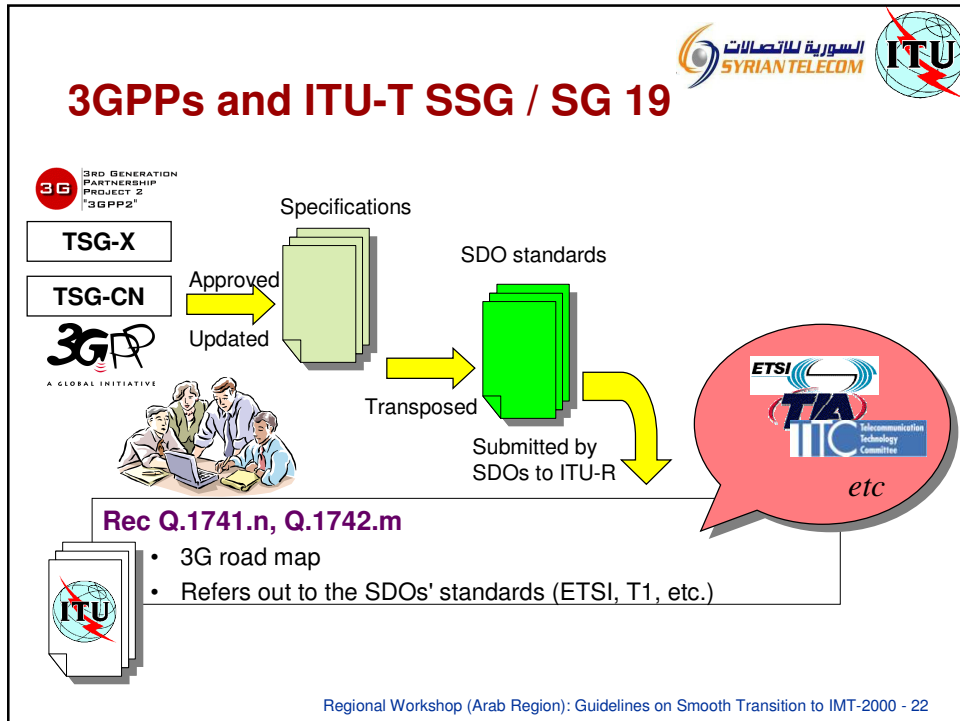 السورية للاتصالات
SYRIAN TELECOM
ITU
3GPPs and ITU-T SSG / SG 19
3G
3RD GENERATION
PARTNERSHIP
PROJECT 2
"3GPP2"
TSG-X
TSG-CN
3GPP
A GLOBAL INITIATIVE
Approved
Updated
Specifications
Transposed
SDO standards
Submitted by
SDOs to ITU-R
ETSI
TIA
TTC Telecommunication
Technology
Committee
etc
Rec Q.1741.n, Q.1742.m
• 3G road map
• Refers out to the SDOs' standards (ETSI, T1, etc.)
ITU
Regional Workshop (Arab Region): Guidelines on Smooth Transition to IMT-2000 - 22